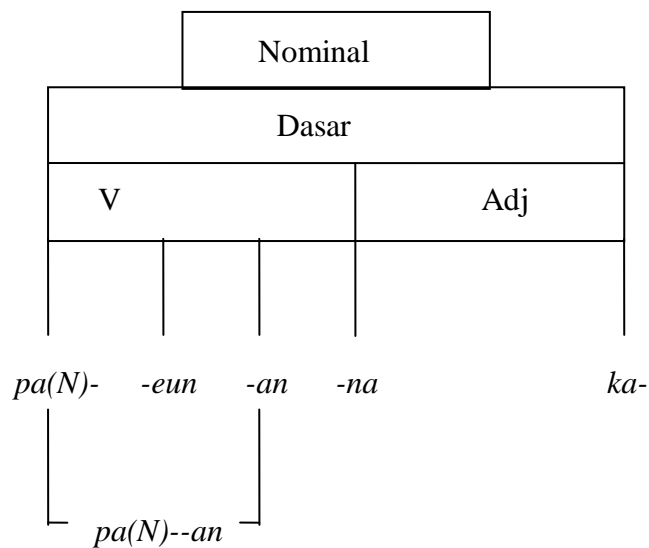 Nominal
Dasar
V Adj
pa(N)- -eun -an -na ka-
pa(N)--an